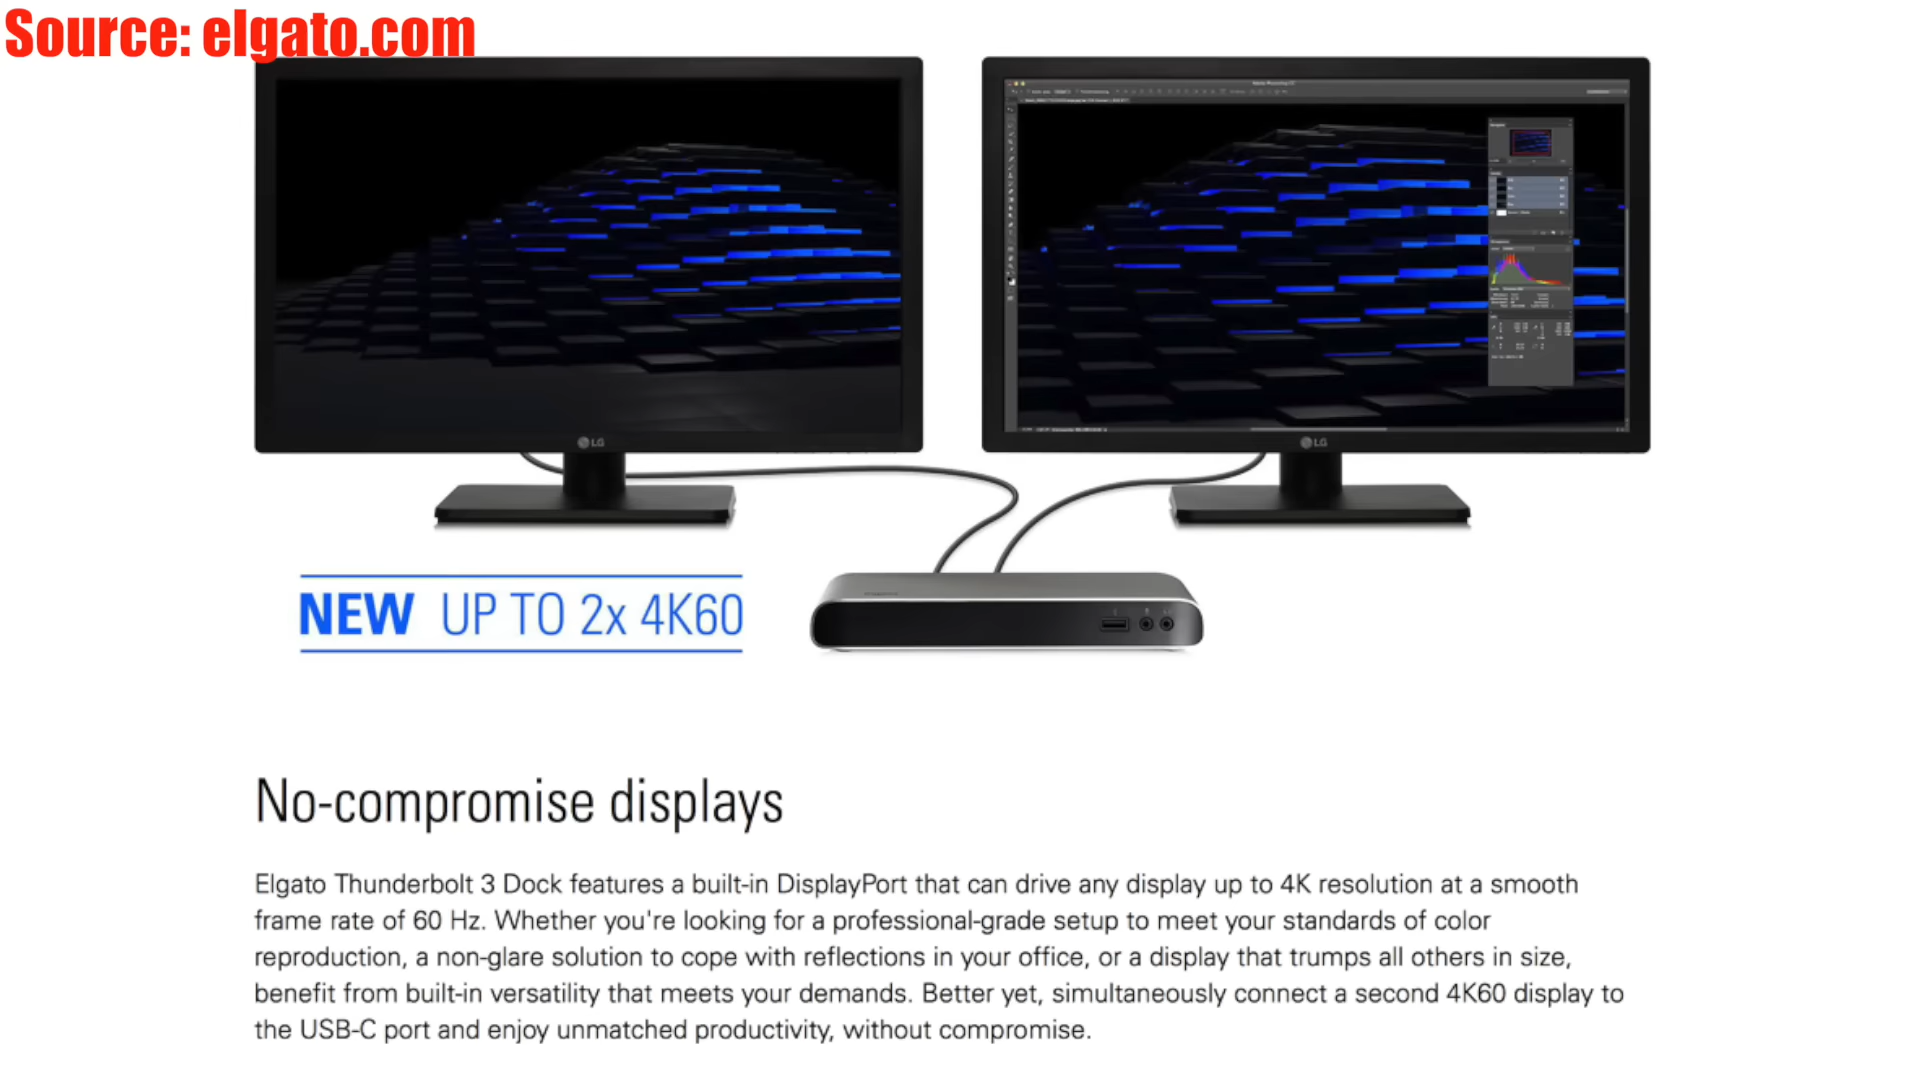 Source: elgato.com
Adobe Photoshop CC
LG
LG
NEW UP TO 2x 4K60
No-compromise displays
Elgato Thunderbolt 3 Dock features a built-in DisplayPort that can drive any display up to 4K resolution at a smooth
frame rate of 60 Hz. Whether you're looking for a professional-grade setup to meet your standards of color
reproduction, a non-glare solution to cope with reflections in your office, or a display that trumps all others in size,
benefit from built-in versatility that meets your demands. Better yet, simultaneously connect a second 4K60 display to
the USB-C port and enjoy unmatched productivity, without compromise.